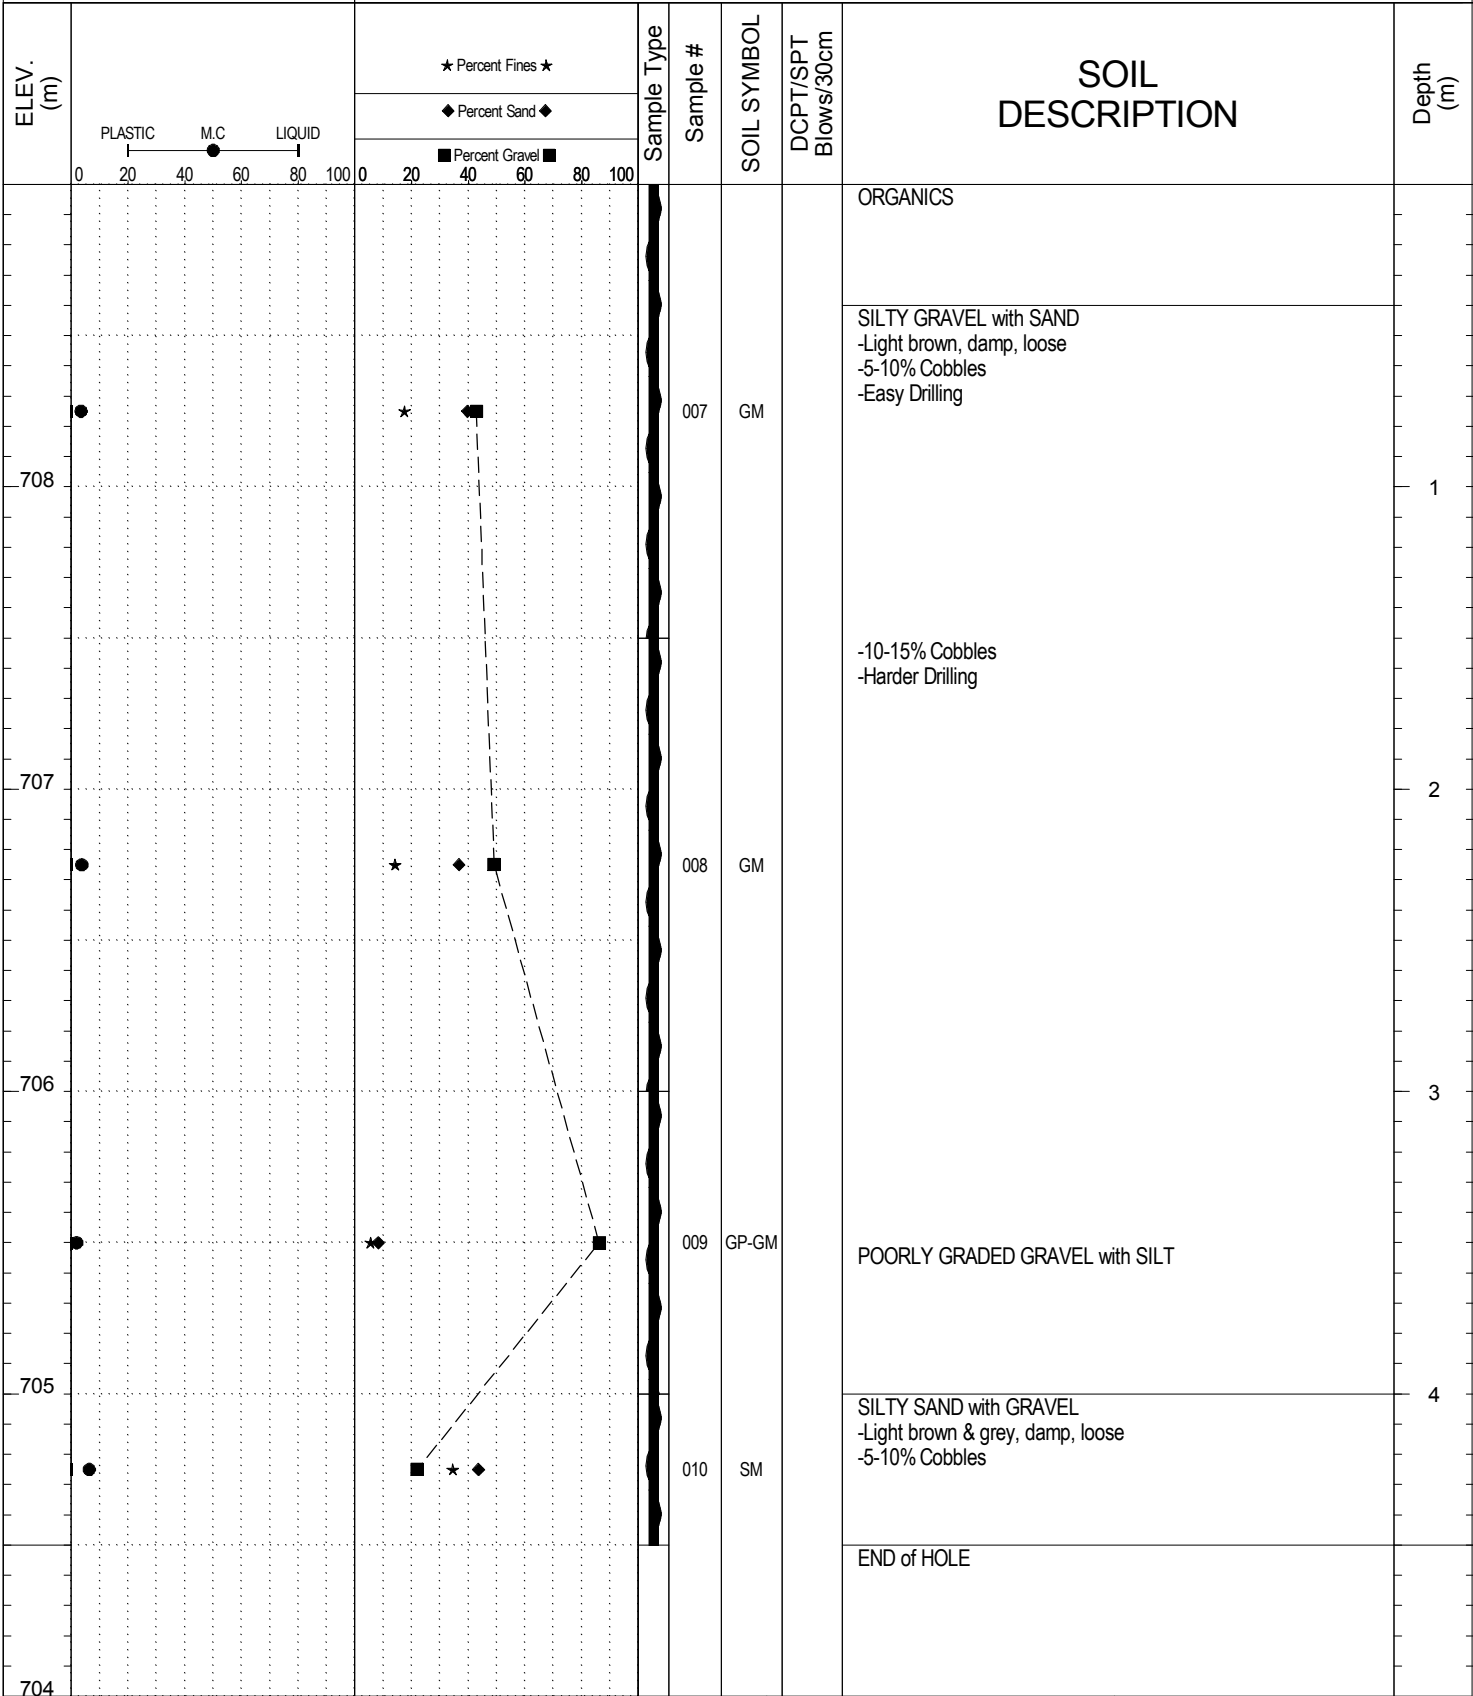 ELEV.
(m)
PLASTIC M.C LIQUID
0 20 40 60 80 100
★ Percent Fines ★
◆ Percent Sand ◆
■ Percent Gravel ■
0 20 40 60 80 100
Sample Type
Sample #
SOIL SYMBOL
DCPT/SPT
Blows/30cm
SOIL
DESCRIPTION
Depth
(m)
ORGANICS
SILTY GRAVEL with SAND
-Light brown, damp, loose
-5-10% Cobbles
-Easy Drilling
007 GM
708 1
-10-15% Cobbles
-Harder Drilling
707 2
008 GM
706 3
009 GP-GM
POORLY GRADED GRAVEL with SILT
705 4
SILTY SAND with GRAVEL
-Light brown & grey, damp, loose
-5-10% Cobbles
010 SM
END of HOLE
704